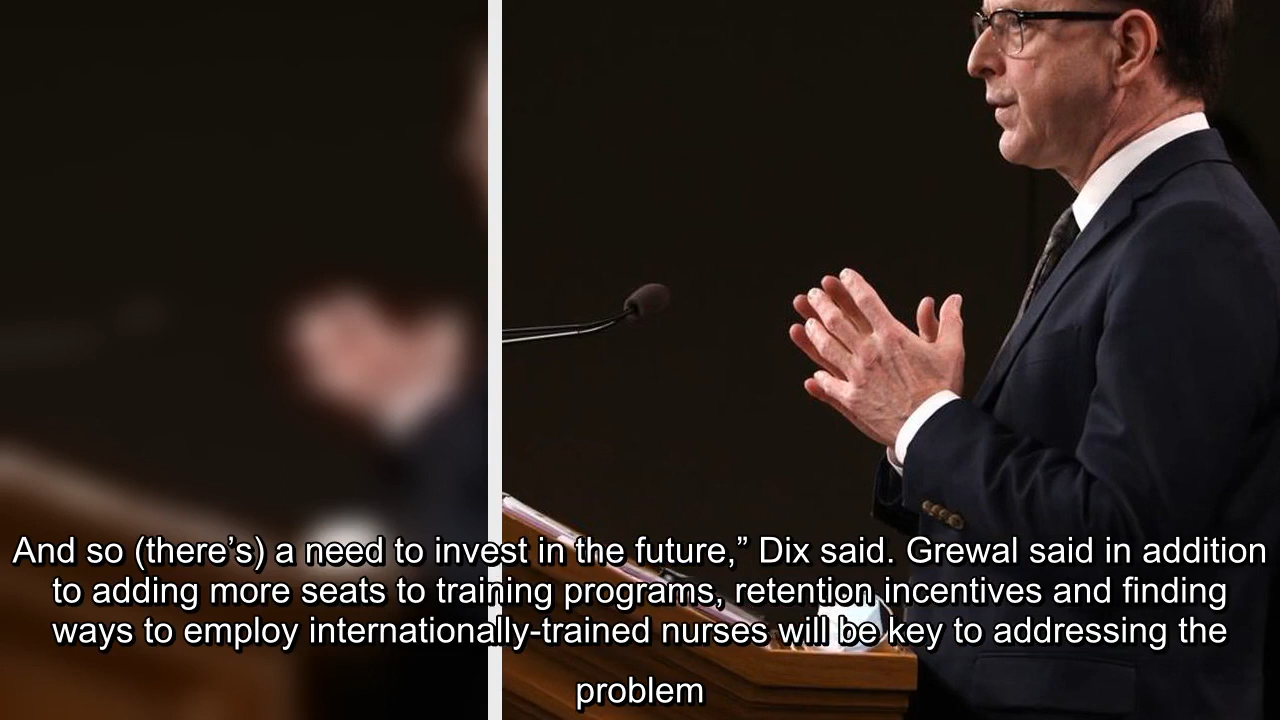 And so (there’s) a need to invest in the future,” Dix said. Grewal said in addition
to adding more seats to training programs, retention incentives and finding
ways to employ internationally-trained nurses will be key to addressing the
problem